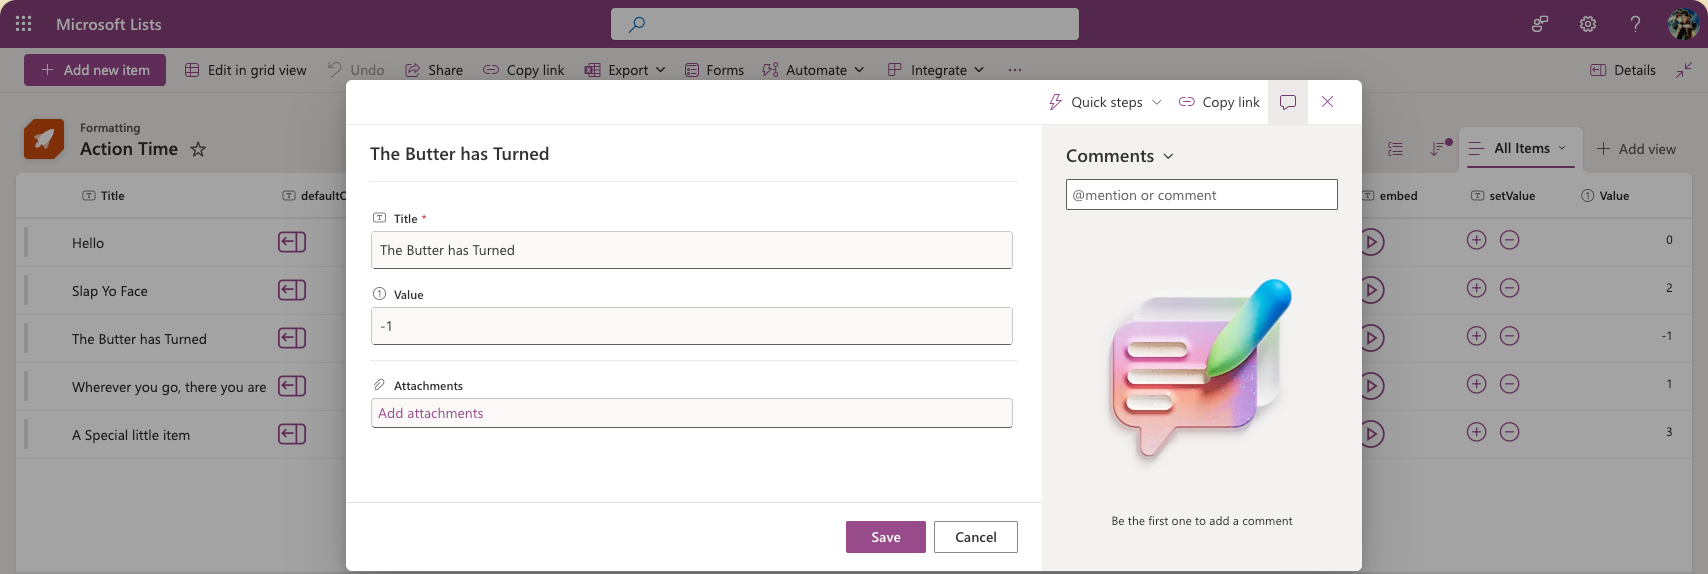 Microsoft Lists
Add new item Edit in grid view Undo Share Copy link Export Forms Automate Integrate ... Details
Quick steps Copy link
Formatting
Action Time
All Items Add view
The Butter has Turned
Comments
@mention or comment
Title embed setValue Value
Hello 0
Slap Yo Face 2
The Butter has Turned -1
Wherever you go, there you are 1
A Special little item 3
Title *
The Butter has Turned
Value
-1
Attachments
Add attachments
Be the first one to add a comment
Save Cancel